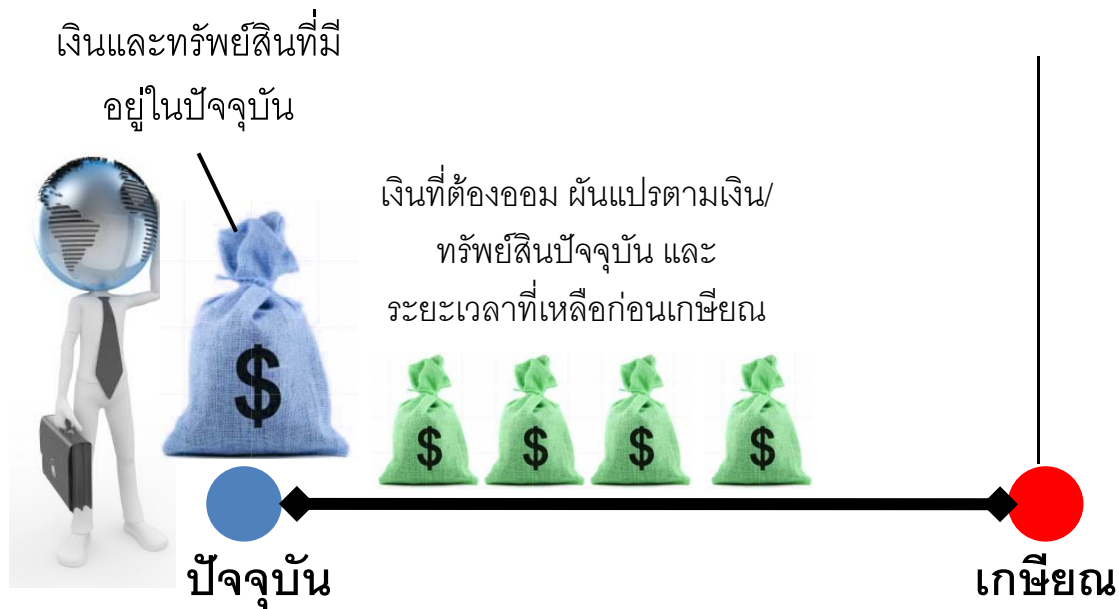 เงินและทรัพย์สินที่มี
อยู่ในปัจจุบัน
เงินที่ต้องออม ผันแปรตามเงิน/
ทรัพย์สินปัจจุบัน และ
ระยะเวลาที่เหลือก่อนเกษียณ
$
$ $ $ $
ปัจจุบัน
เกษียณ